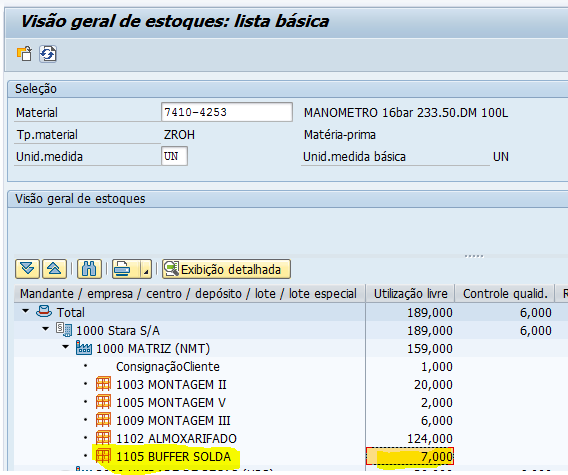 Visão geral de estoques: lista básica
Seleção
Material 7410-4253 MANOMETRO 16bar 233.50.DM 100L
Tp.material ZROH Matéria-prima
Unid.medida UN Unid.medida básica UN
Visão geral de estoques
Exibição detalhada
Mandante / empresa / centro / depósito / lote / lote especial Utilização livre Controle qualid. R
Total 189,000 6,000
1000 Stara S/A 189,000 6,000
1000 MATRIZ (NMT) 159,000
ConsignaçãoCliente 1,000
1003 MONTAGEM II 20,000
1005 MONTAGEM V 2,000
1009 MONTAGEM III 6,000
1102 ALMOXARIFADO 124,000
1105 BUFFER SOLDA 7,000